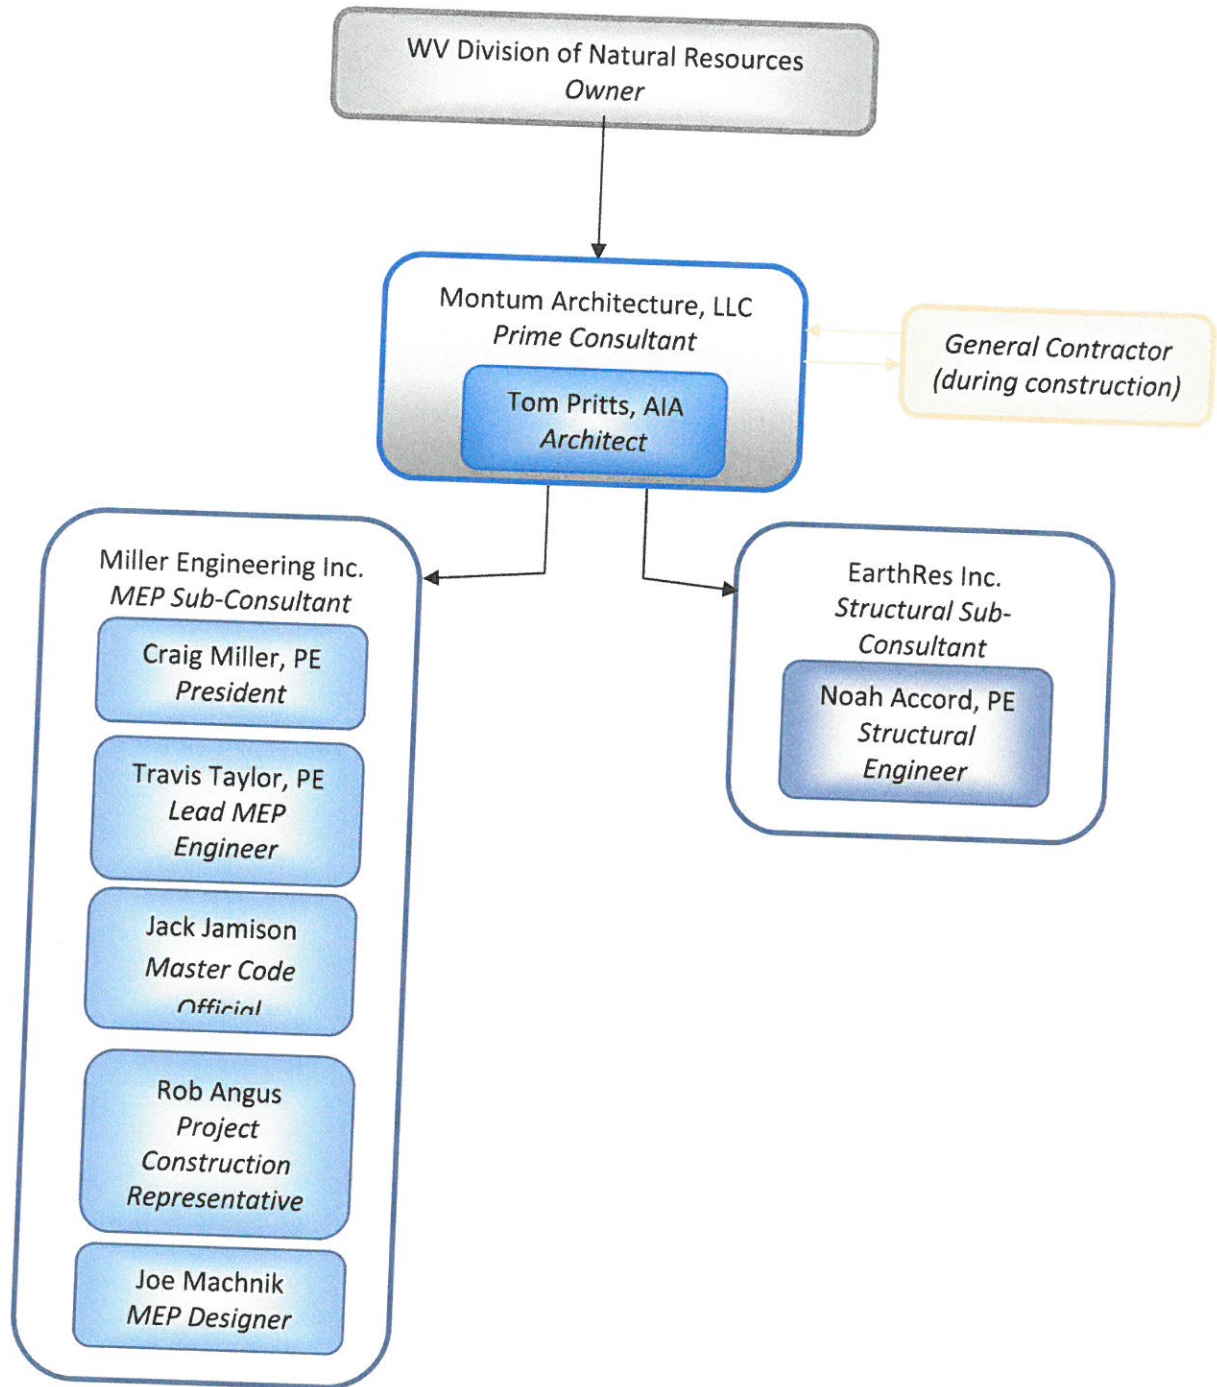 WV Division of Natural Resources
Owner
Montum Architecture, LLC
Prime Consultant
Tom Pritts, AIA
Architect
General Contractor
(during construction)
Miller Engineering Inc.
MEP Sub-Consultant
Craig Miller, PE
President
Travis Taylor, PE
Lead MEP
Engineer
Jack Jamison
Master Code
Official
Rob Angus
Project
Construction
Representative
Joe Machnik
MEP Designer
EarthRes Inc.
Structural Sub-
Consultant
Noah Accord, PE
Structural
Engineer